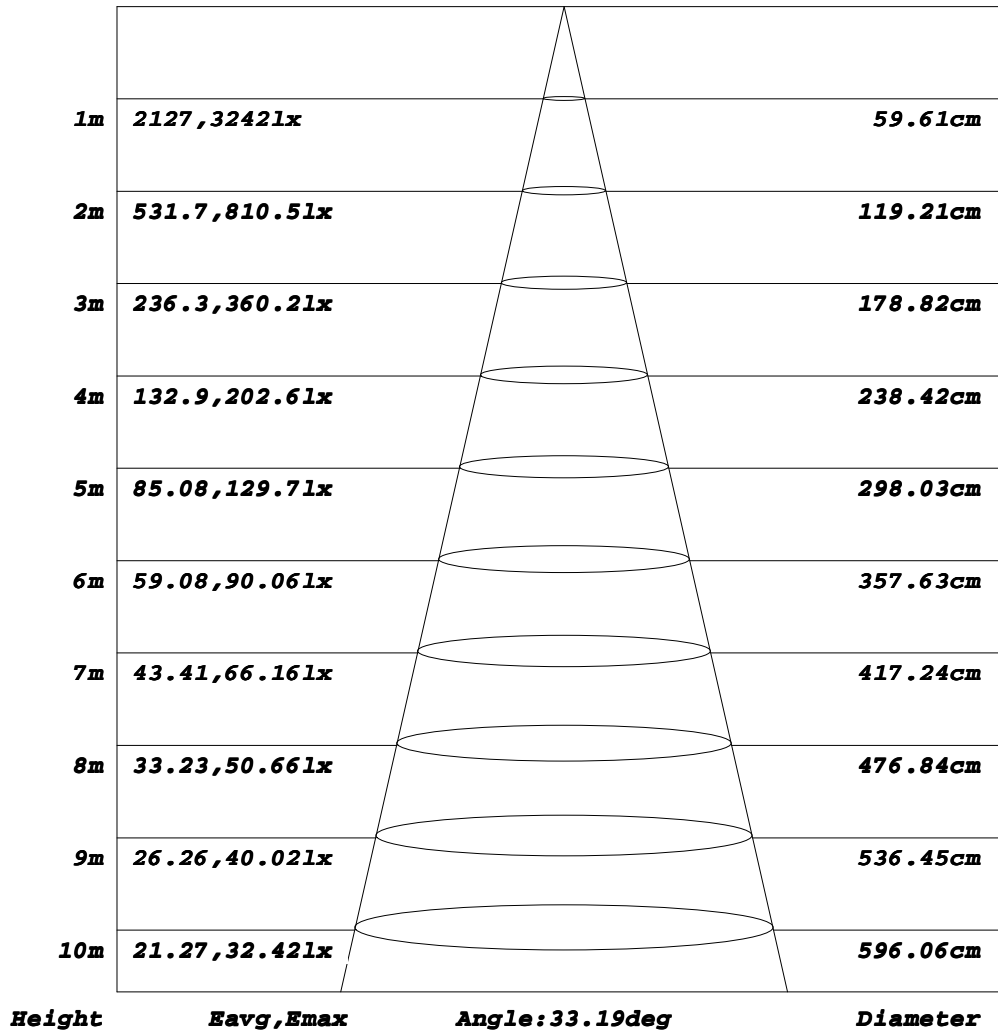 1m 2127,3242lx 59.61cm
2m 531.7,810.5lx 119.21cm
3m 236.3,360.2lx 178.82cm
4m 132.9,202.6lx 238.42cm
5m 85.08,129.7lx 298.03cm
6m 59.08,90.06lx 357.63cm
7m 43.41,66.16lx 417.24cm
8m 33.23,50.66lx 476.84cm
9m 26.26,40.02lx 536.45cm
10m 21.27,32.42lx 596.06cm
Height Eavg,Emax Angle:33.19deg Diameter